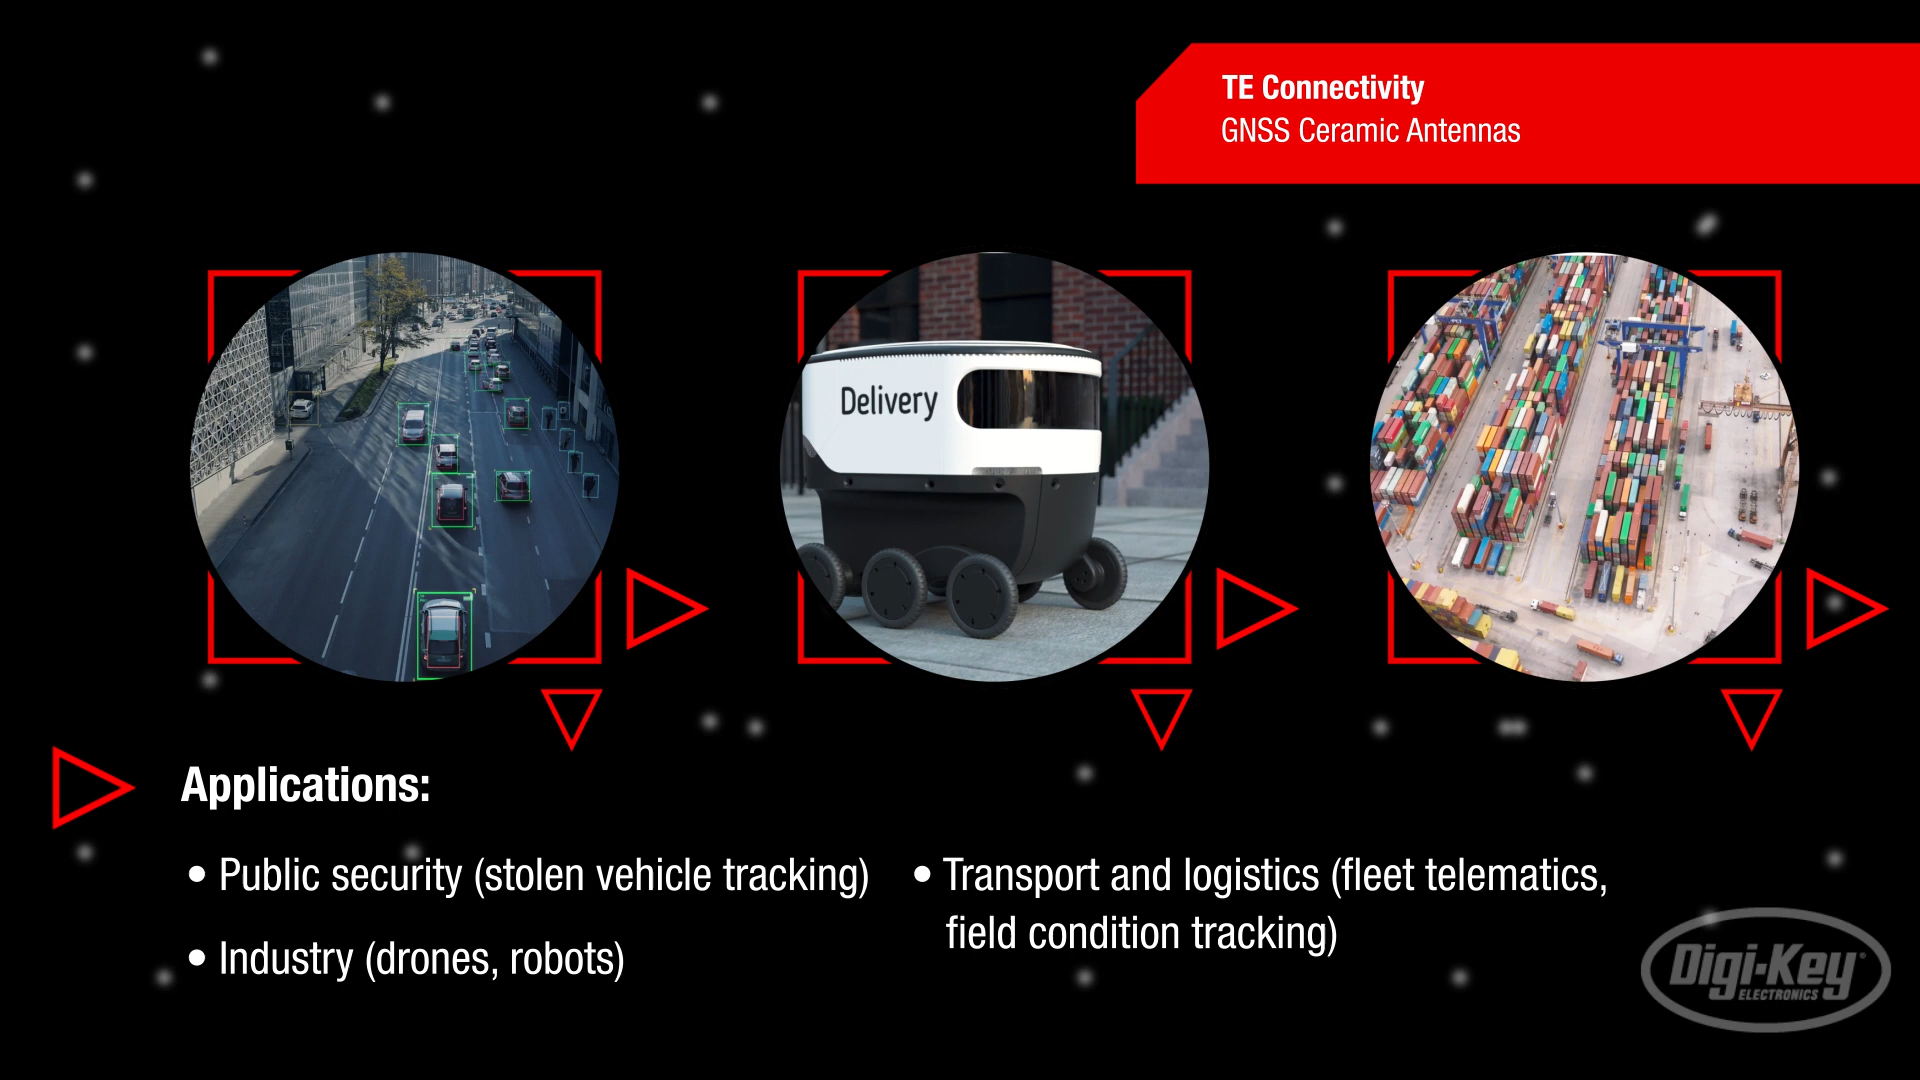 TE Connectivity
GNSS Ceramic Antennas
Delivery
Applications:
• Public security (stolen vehicle tracking)
• Industry (drones, robots)
• Transport and logistics (fleet telematics,
field condition tracking)
Digi-Key
ELECTRONICS